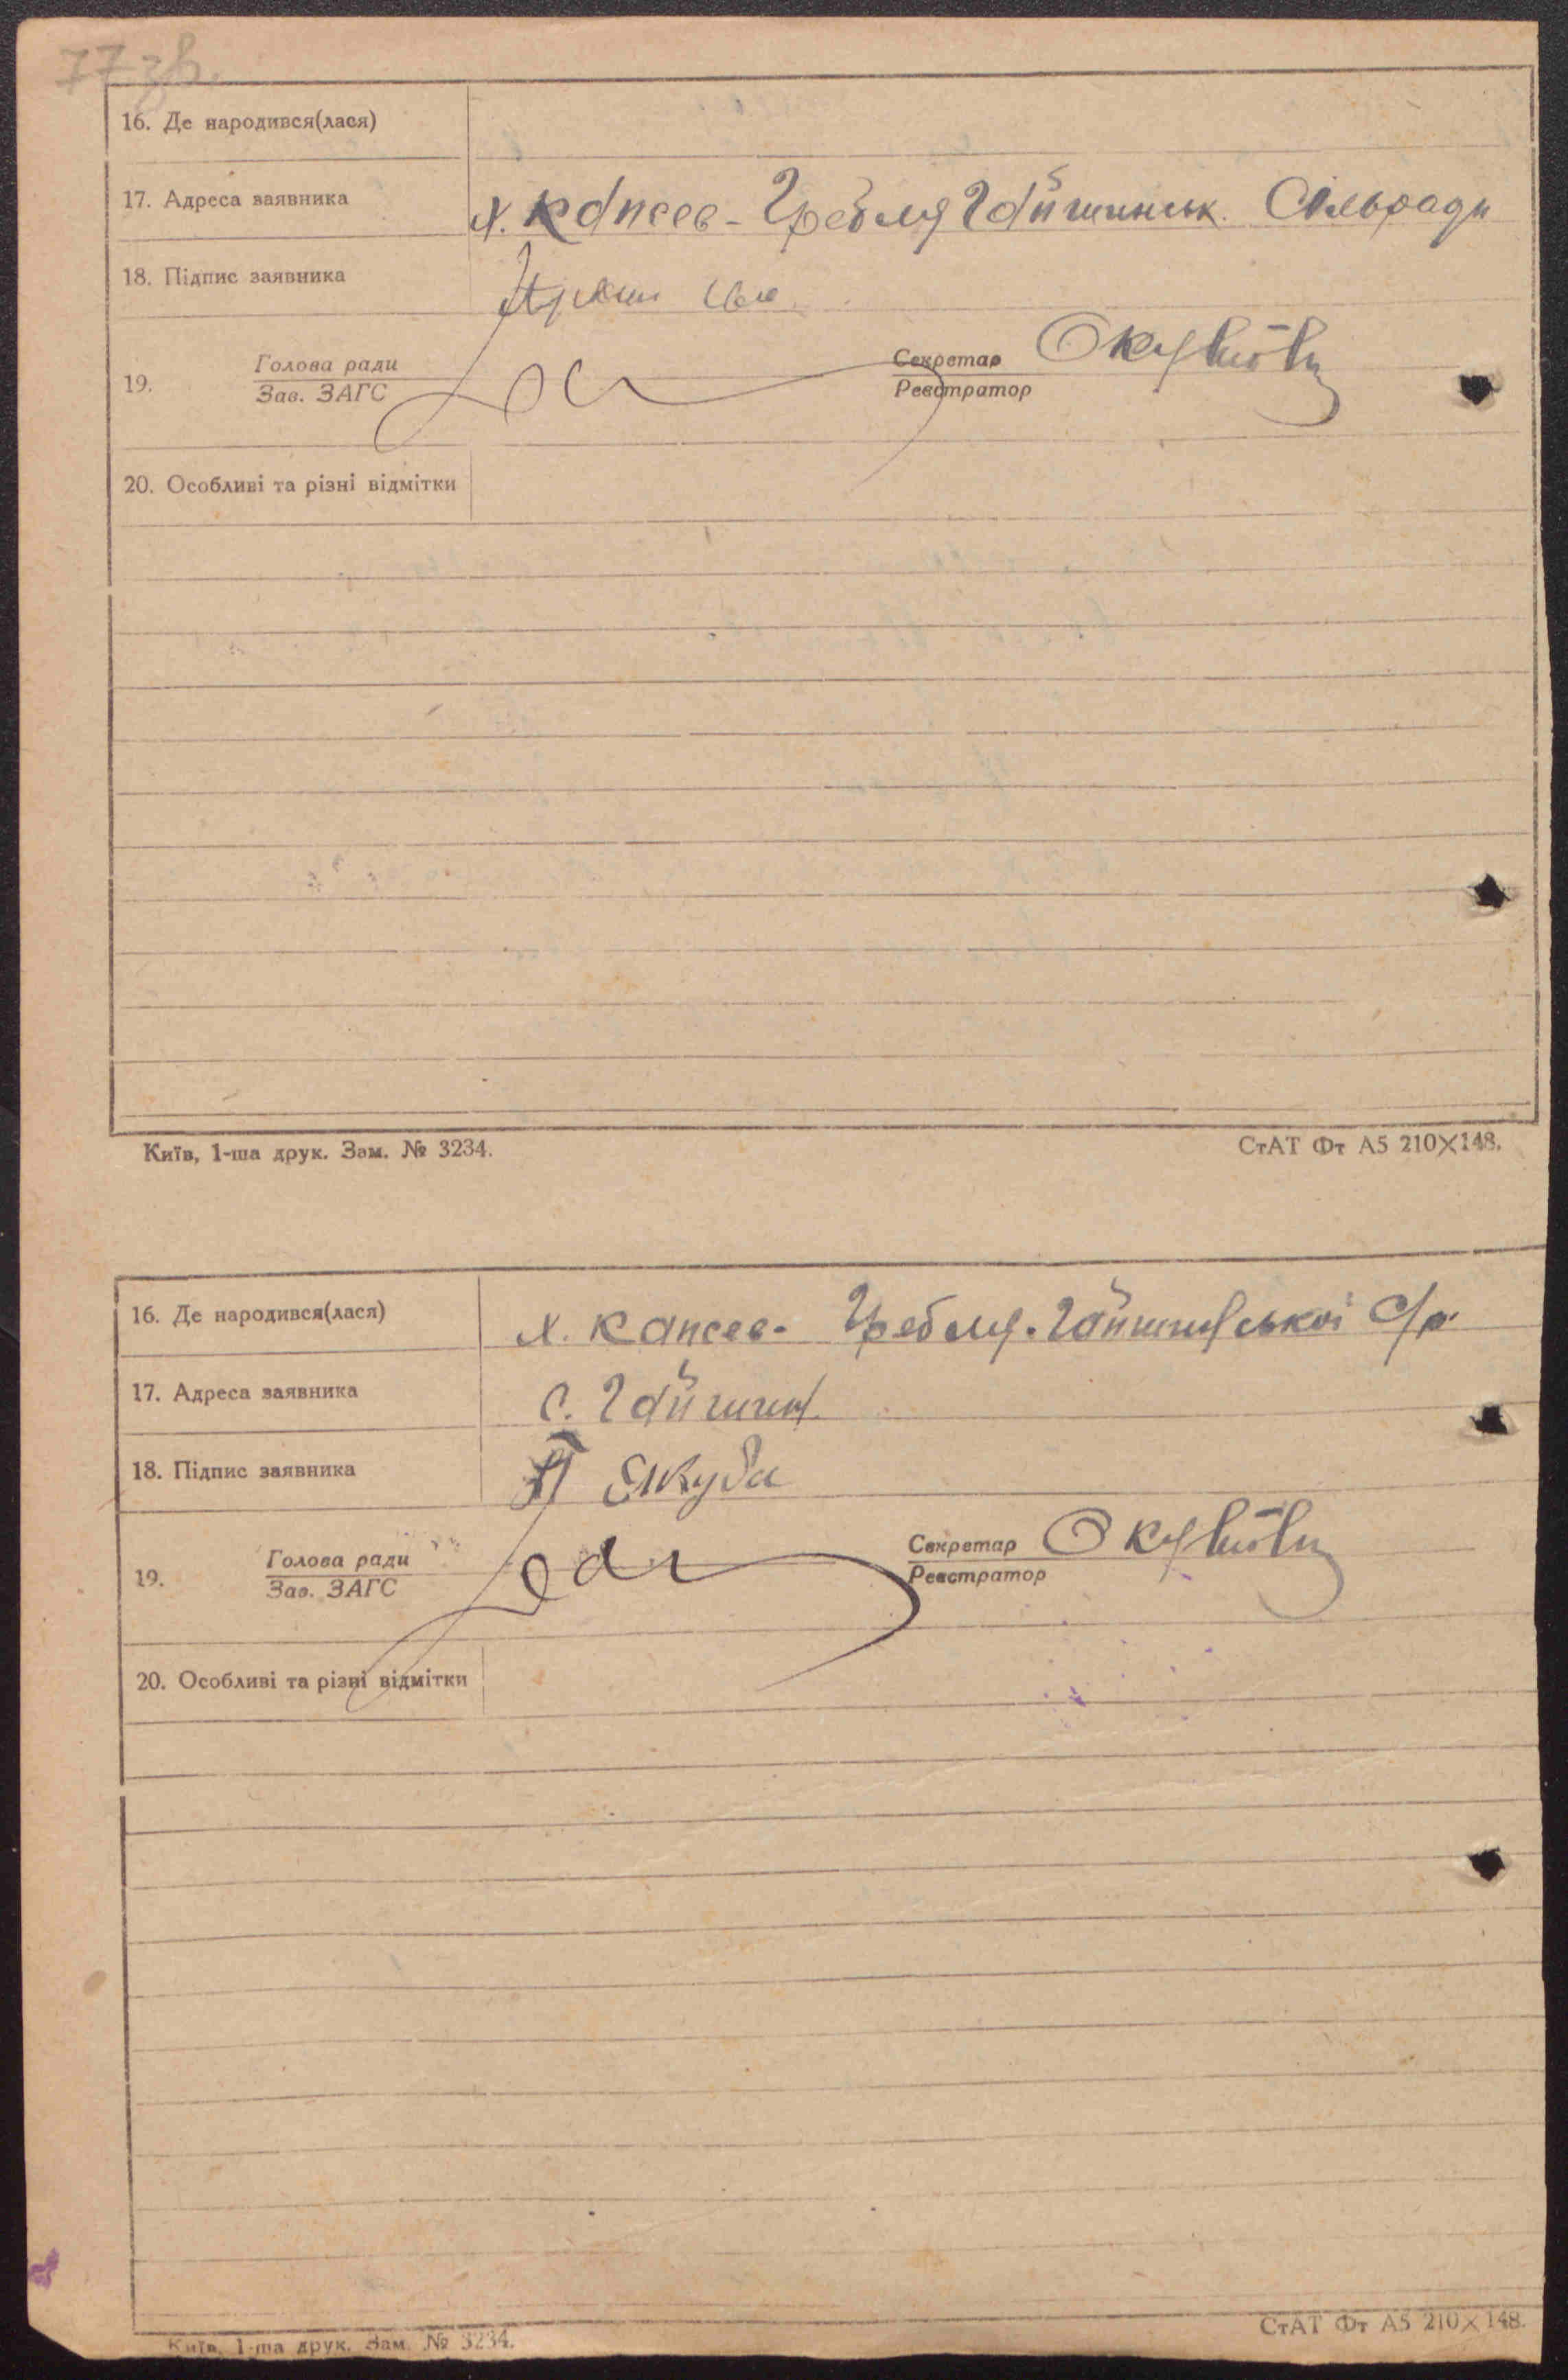 77 зв.
16. Де народився(лася)
17. Адреса заявника х. Капсев-Гребля Гайшинськ. Сільради
18. Підпис заявника
19. Голова ради Секретар
Зав. ЗАГС Реєстратор
20. Особливі та різні відмітки
Київ, 1-ша друк. Зам. № 3234. СтАТ Фт А5 210×148.
16. Де народився(лася) х. Капсев-Гребля. Гайшинської с/р.
17. Адреса заявника с. Гайшин
18. Підпис заявника Якуба
19. Голова ради Секретар
Зав. ЗАГС Реєстратор
20. Особливі та різні відмітки
Київ, 1-ша друк. Зам. № 3234. СтАТ Фт А5 210×148.